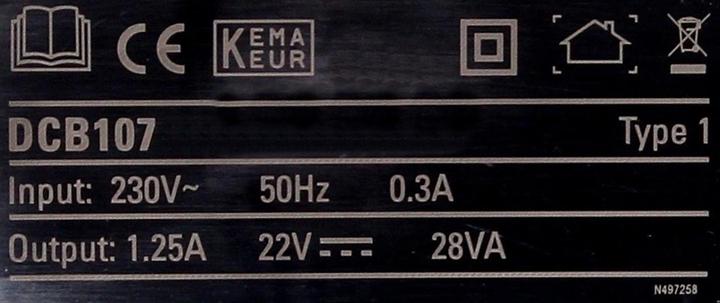 CE KEMA KEUR
DCB107 Type 1
Input: 230V~ 50Hz 0.3A
Output: 1.25A 22V⎓ 28VA
N497258